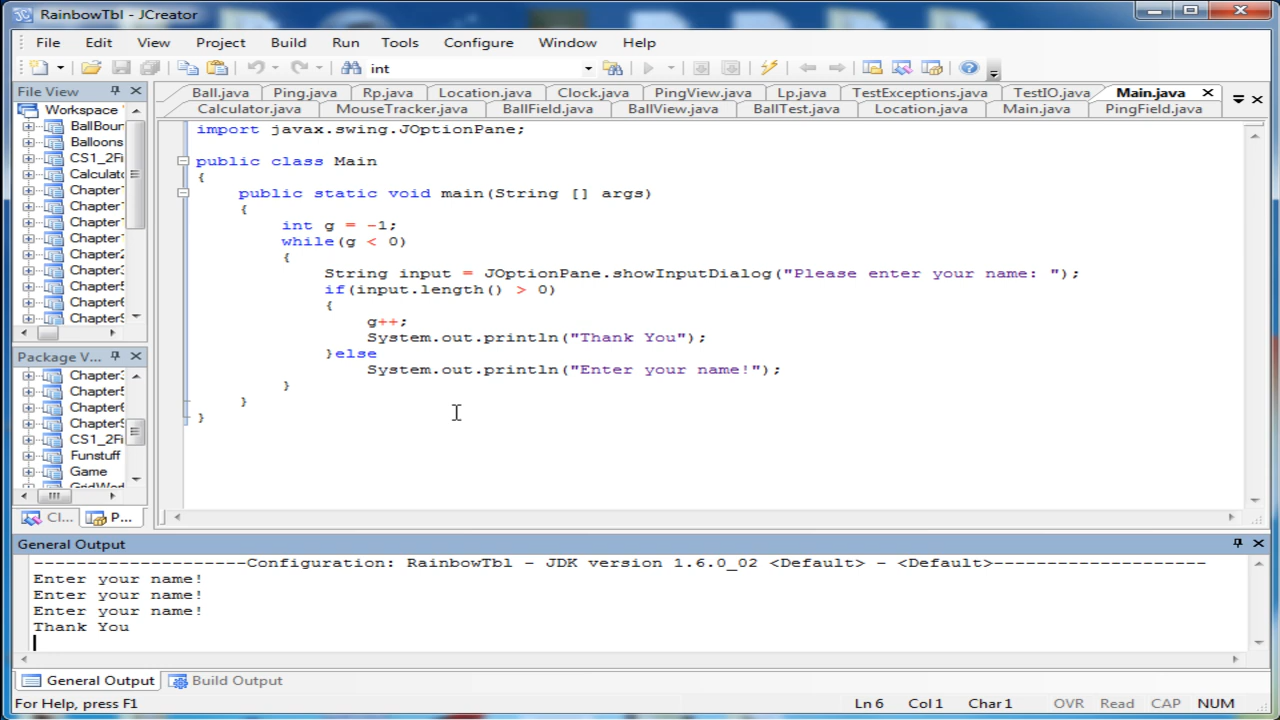 RainbowTbl - JCreator
File Edit View Project Build Run Tools Configure Window Help
int
File View
Workspace
BallBour
Balloons
CS1_2Fi
Calculato
Chapter
Chapter
Chapter
Chapter
Chapter2
Chapter3
Chapter5
Chapter6
Chapter9
Package V...
Chapter3
Chapter5
Chapter6
Chapter9
CS1_2Fi
Funstuff
Game
GridWor
Cl... P...
Ball.java Ping.java Rp.java Location.java Clock.java PingView.java Lp.java TestExceptions.java TestIO.java Main.java
Calculator.java MouseTracker.java BallField.java BallView.java BallTest.java Location.java Main.java PingField.java
import javax.swing.JOptionPane;
public class Main
{
public static void main(String [] args)
{
int g = -1;
while(g < 0)
{
String input = JOptionPane.showInputDialog("Please enter your name: ");
if(input.length() > 0)
{
g++;
System.out.println("Thank You");
}else
System.out.println("Enter your name!");
}
}
}
General Output
--------------------Configuration: RainbowTbl - JDK version 1.6.0_02 <Default> - <Default>--------------------
Enter your name!
Enter your name!
Enter your name!
Thank You
General Output Build Output
For Help, press F1 Ln 6 Col 1 Char 1 OVR Read CAP NUM